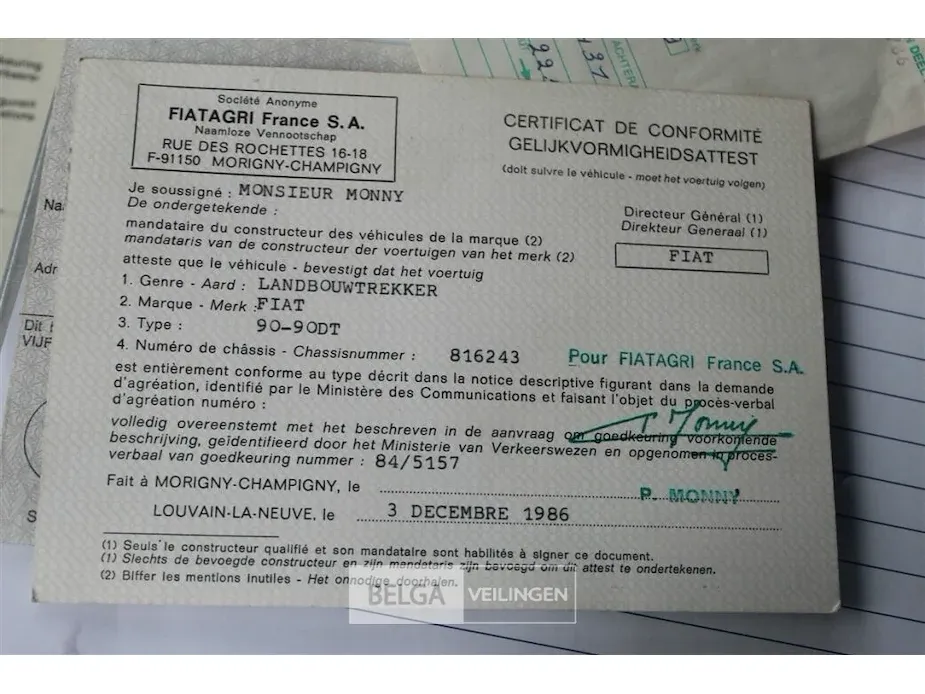 Société Anonyme
FIATAGRI France S.A.
Naamloze Vennootschap
RUE DES ROCHETTES 16-18
F-91150 MORIGNY-CHAMPIGNY
CERTIFICAT DE CONFORMITÉ
GELIJKVORMIGHEIDSATTEST
(doit suivre le véhicule - moet het voertuig volgen)
Je soussigné : MONSIEUR MONNY
De ondergetekende :
Directeur Général (1)
Direkteur Generaal (1)
mandataire du constructeur des véhicules de la marque (2)
mandataris van de constructeur der voertuigen van het merk (2)
FIAT
atteste que le véhicule - bevestigt dat het voertuig
1. Genre - Aard : LANDBOUWTREKKER
2. Marque - Merk : FIAT
3. Type : 90-90DT
4. Numéro de châssis - Chassisnummer : 816243
Pour FIATAGRI France S.A.
est entièrement conforme au type décrit dans la notice descriptive figurant dans la demande
d'agréation, identifié par le Ministère des Communications et faisant l'objet du procès-verbal
d'agréation numéro :
volledig overeenstemt met het beschreven in de aanvraag om goedkeuring voorkomende
beschrijving, geïdentifieerd door het Ministerie van Verkeerswezen en opgenomen in proces-
verbaal van goedkeuring nummer : 84/5157
Fait à MORIGNY-CHAMPIGNY, le
P. MONNY
LOUVAIN-LA-NEUVE, le 3 DECEMBRE 1986
(1) Seuls le constructeur qualifié et son mandataire sont habilités à signer ce document.
(1) Slechts de bevoegde constructeur en zijn mandataris zijn bevoegd om dit attest te ondertekenen.
(2) Biffer les mentions inutiles - Het onnodige doorhalen.
BELGA VEILINGEN
Na
Adr
VIJF